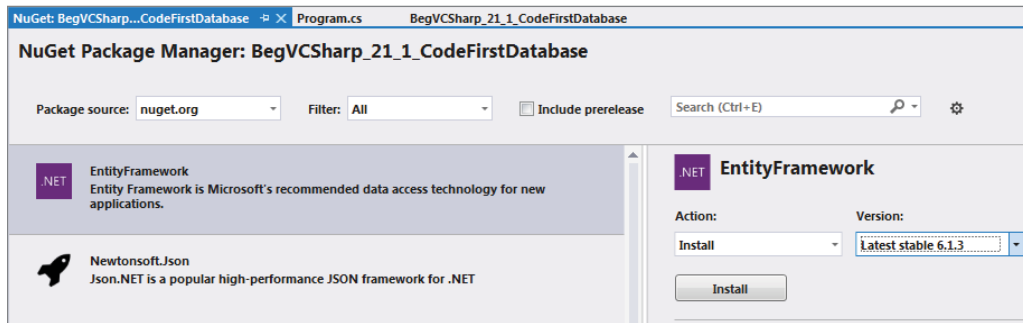 NuGet: BegVCSharp...CodeFirstDatabase Program.cs BegVCSharp_21_1_CodeFirstDatabase
NuGet Package Manager: BegVCSharp_21_1_CodeFirstDatabase
Package source: nuget.org Filter: All Include prerelease Search (Ctrl+E)
.NET
EntityFramework
Entity Framework is Microsoft's recommended data access technology for new
applications.
Newtonsoft.Json
Json.NET is a popular high-performance JSON framework for .NET
.NET EntityFramework
Action: Version:
Install Latest stable 6.1.3
Install